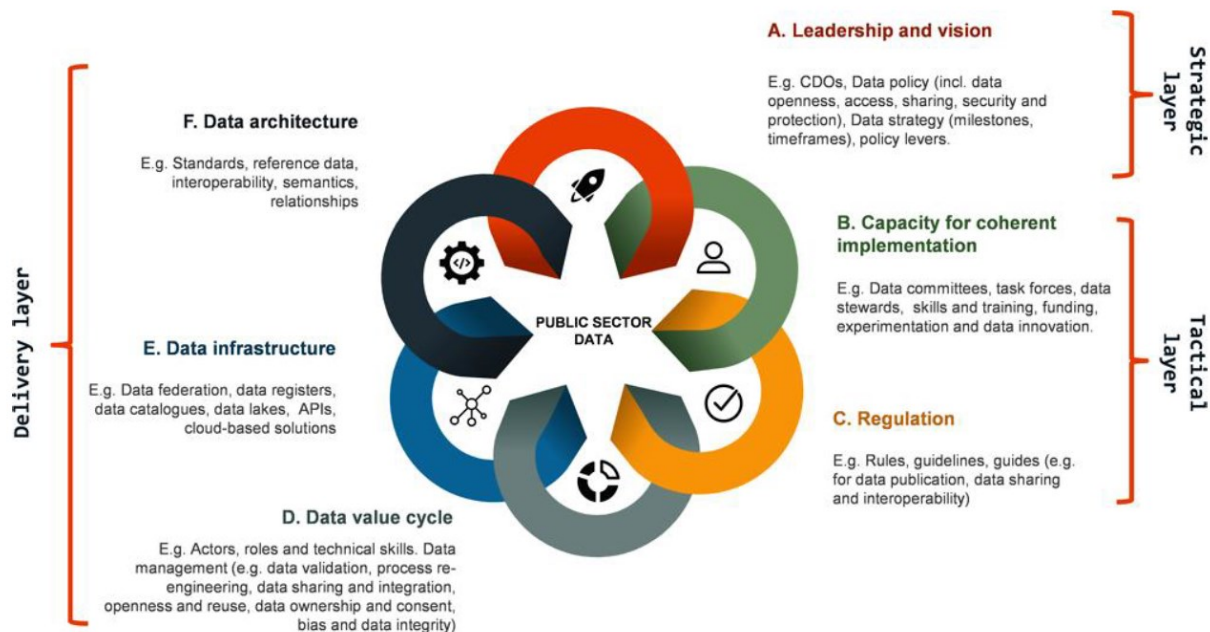 A. Leadership and vision
E.g. CDOs, Data policy (incl. data
openness, access, sharing, security and
protection), Data strategy (milestones,
timeframes), policy levers.
Strategic
layer
B. Capacity for coherent
implementation
E.g. Data committees, task forces, data
stewards, skills and training, funding,
experimentation and data innovation.
C. Regulation
E.g. Rules, guidelines, guides (e.g.
for data publication, data sharing
and interoperability)
Tactical
layer
PUBLIC SECTOR
DATA
</>
D. Data value cycle
E.g. Actors, roles and technical skills. Data
management (e.g. data validation, process re-
engineering, data sharing and integration,
openness and reuse, data ownership and consent,
bias and data integrity)
E. Data infrastructure
E.g. Data federation, data registers,
data catalogues, data lakes, APIs,
cloud-based solutions
F. Data architecture
E.g. Standards, reference data,
interoperability, semantics,
relationships
Delivery layer